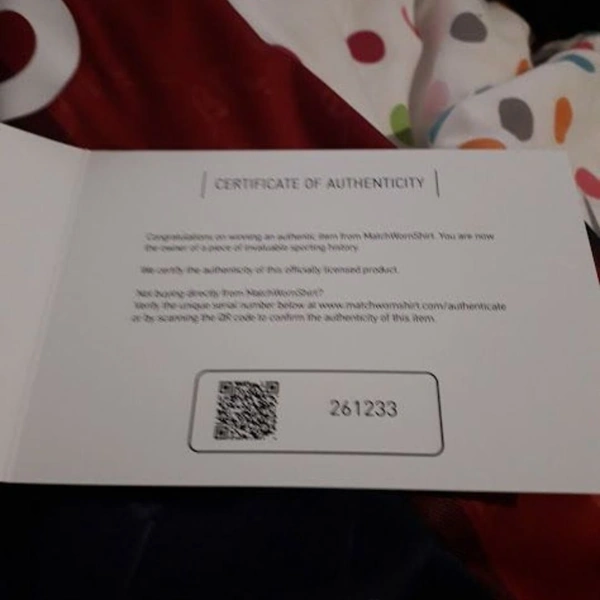 CERTIFICATE OF AUTHENTICITY
Congratulations on winning an authentic item from MatchWornShirt. You are now
the owner of a piece of invaluable sporting history.
We certify the authenticity of this officially licensed product.
Not buying directly from MatchWornShirt?
Verify the unique serial number below at www.matchwornshirt.com/authenticate
or by scanning the QR code to confirm the authenticity of this item.
261233